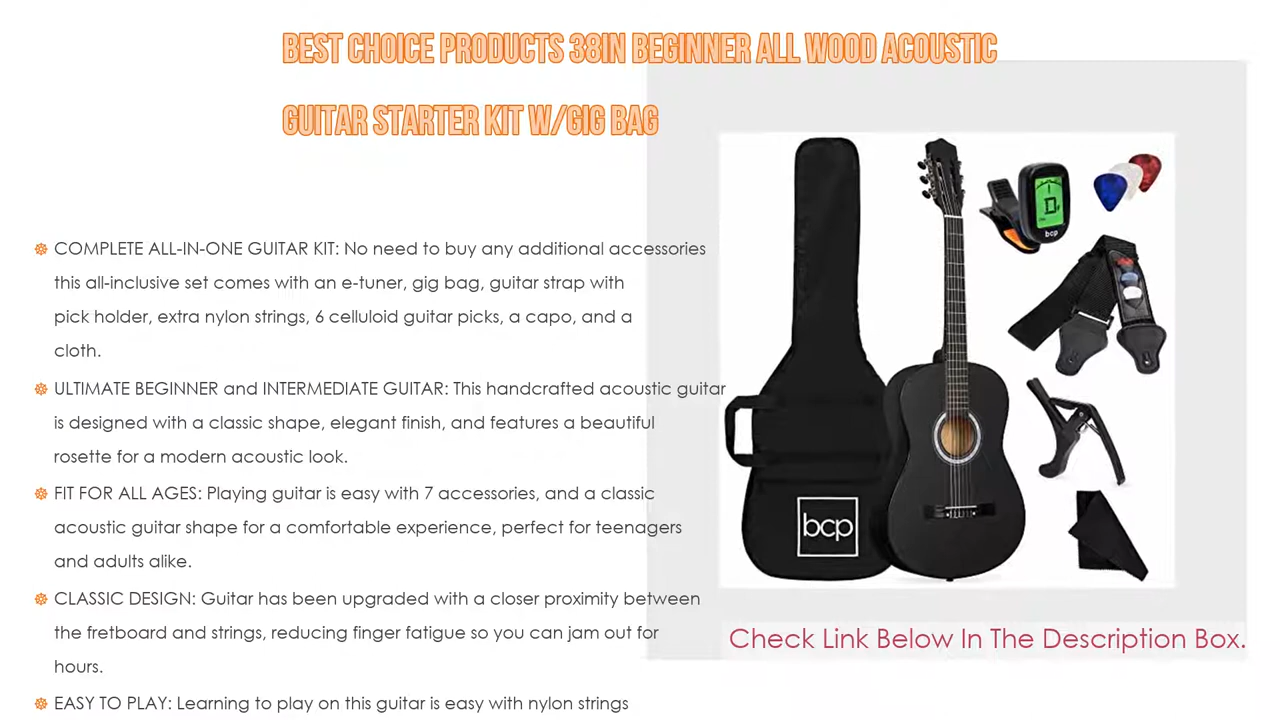 BEST CHOICE PRODUCTS 38IN BEGINNER ALL WOOD ACOUSTIC
GUITAR STARTER KIT W/GIG BAG
COMPLETE ALL-IN-ONE GUITAR KIT: No need to buy any additional accessories
this all-inclusive set comes with an e-tuner, gig bag, guitar strap with
pick holder, extra nylon strings, 6 celluloid guitar picks, a capo, and a
cloth.
ULTIMATE BEGINNER and INTERMEDIATE GUITAR: This handcrafted acoustic guitar
is designed with a classic shape, elegant finish, and features a beautiful
rosette for a modern acoustic look.
FIT FOR ALL AGES: Playing guitar is easy with 7 accessories, and a classic
acoustic guitar shape for a comfortable experience, perfect for teenagers
and adults alike.
CLASSIC DESIGN: Guitar has been upgraded with a closer proximity between
the fretboard and strings, reducing finger fatigue so you can jam out for
hours.
EASY TO PLAY: Learning to play on this guitar is easy with nylon strings
D
bcp
bcp
Check Link Below In The Description Box.